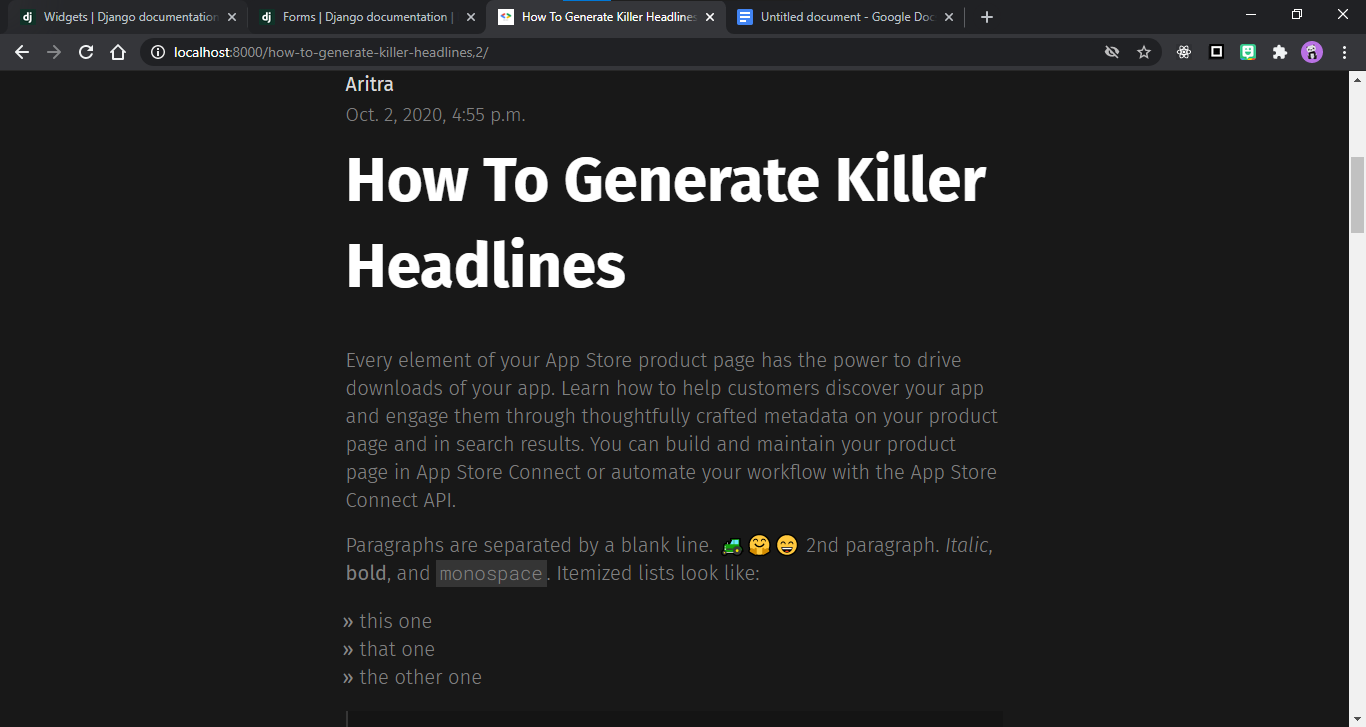 Widgets | Django documentation
Forms | Django documentation |
How To Generate Killer Headlines
Untitled document - Google Doc
localhost:8000/how-to-generate-killer-headlines,2/
Aritra
Oct. 2, 2020, 4:55 p.m.
How To Generate Killer
Headlines
Every element of your App Store product page has the power to drive
downloads of your app. Learn how to help customers discover your app
and engage them through thoughtfully crafted metadata on your product
page and in search results. You can build and maintain your product
page in App Store Connect or automate your workflow with the App Store
Connect API.
Paragraphs are separated by a blank line. 🚜 🤗 😄 2nd paragraph. Italic,
bold, and monospace. Itemized lists look like:
» this one
» that one
» the other one